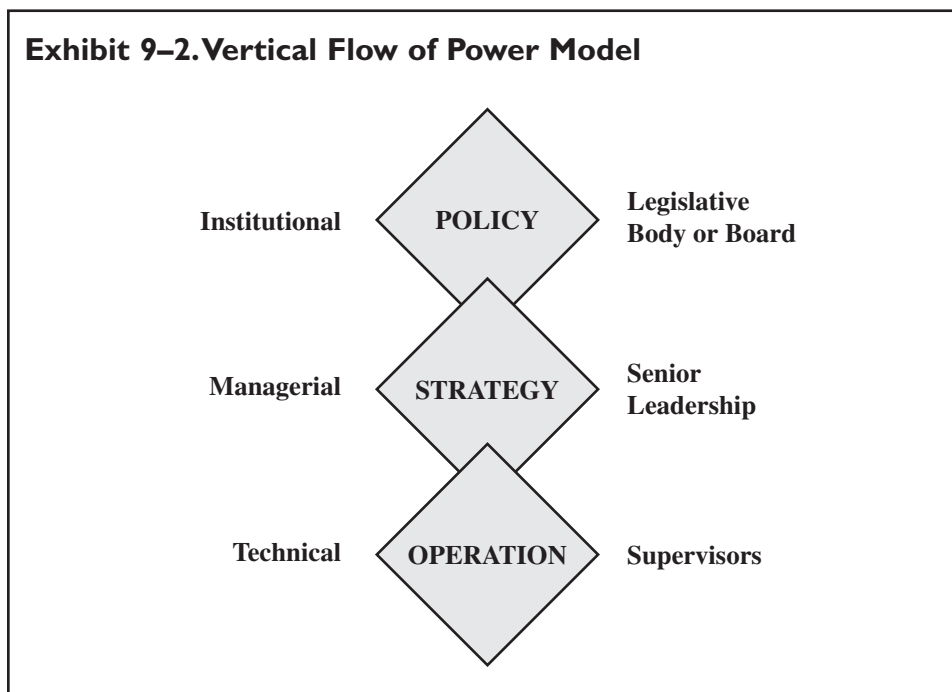 Exhibit 9–2. Vertical Flow of Power Model
Institutional
POLICY
Legislative
Body or Board
Managerial
STRATEGY
Senior
Leadership
Technical
OPERATION
Supervisors